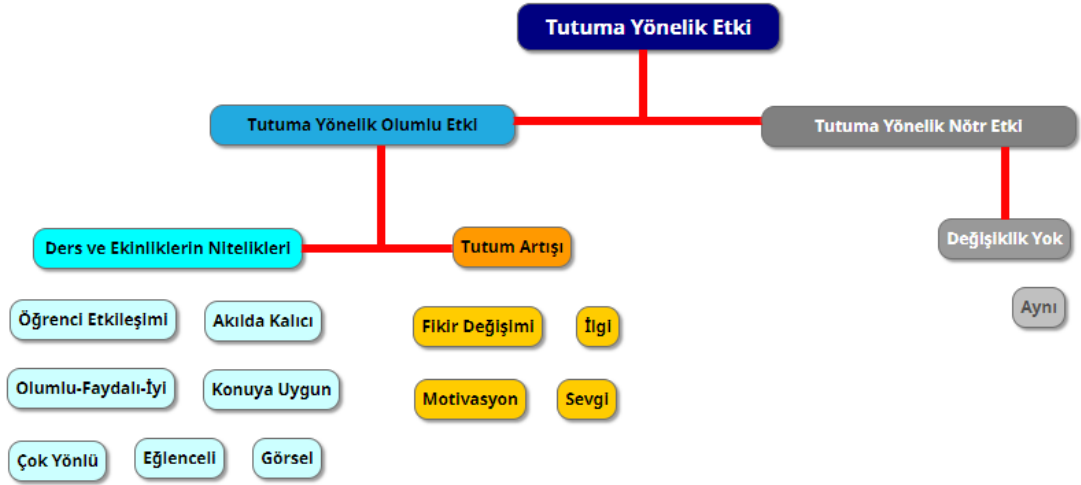 Tutuma Yönelik Etki
Tutuma Yönelik Olumlu Etki
Tutuma Yönelik Nötr Etki
Ders ve Ekinliklerin Nitelikleri
Tutum Artışı
Değişiklik Yok
Öğrenci Etkileşimi
Akılda Kalıcı
Fikir Değişimi
İlgi
Aynı
Olumlu-Faydalı-İyi
Konuya Uygun
Motivasyon
Sevgi
Çok Yönlü
Eğlenceli
Görsel